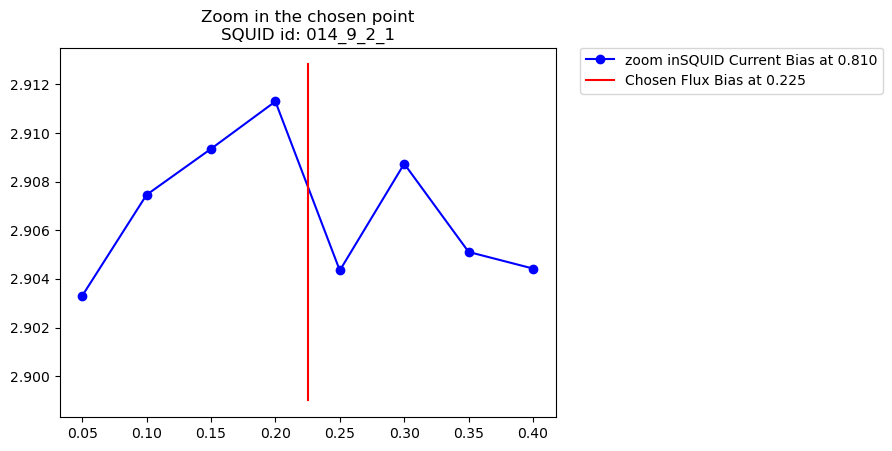 Zoom in the chosen point
SQUID id: 014_9_2_1
zoom inSQUID Current Bias at 0.810
Chosen Flux Bias at 0.225
2.912
2.910
2.908
2.906
2.904
2.902
2.900
0.05 0.10 0.15 0.20 0.25 0.30 0.35 0.40